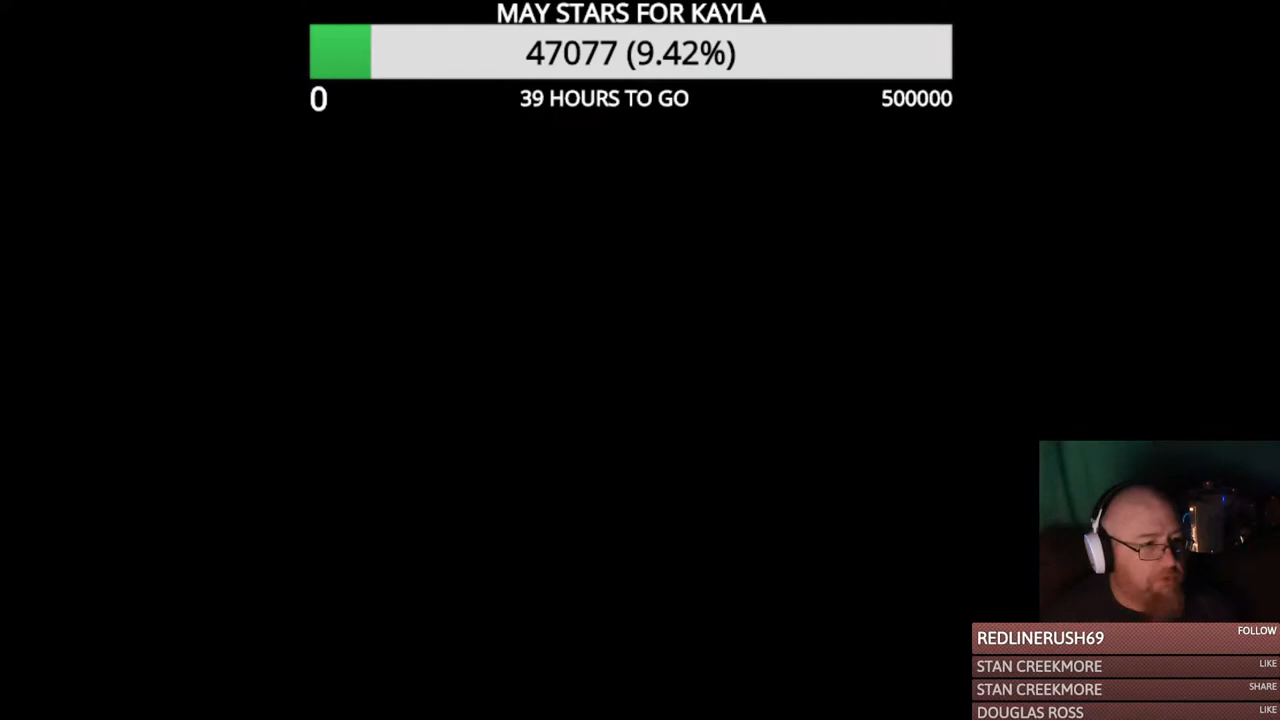 MAY STARS FOR KAYLA
47077 (9.42%)
0 39 HOURS TO GO 500000
REDLINERUSH69 FOLLOW
STAN CREEKMORE LIKE
STAN CREEKMORE SHARE
DOUGLAS ROSS LIKE